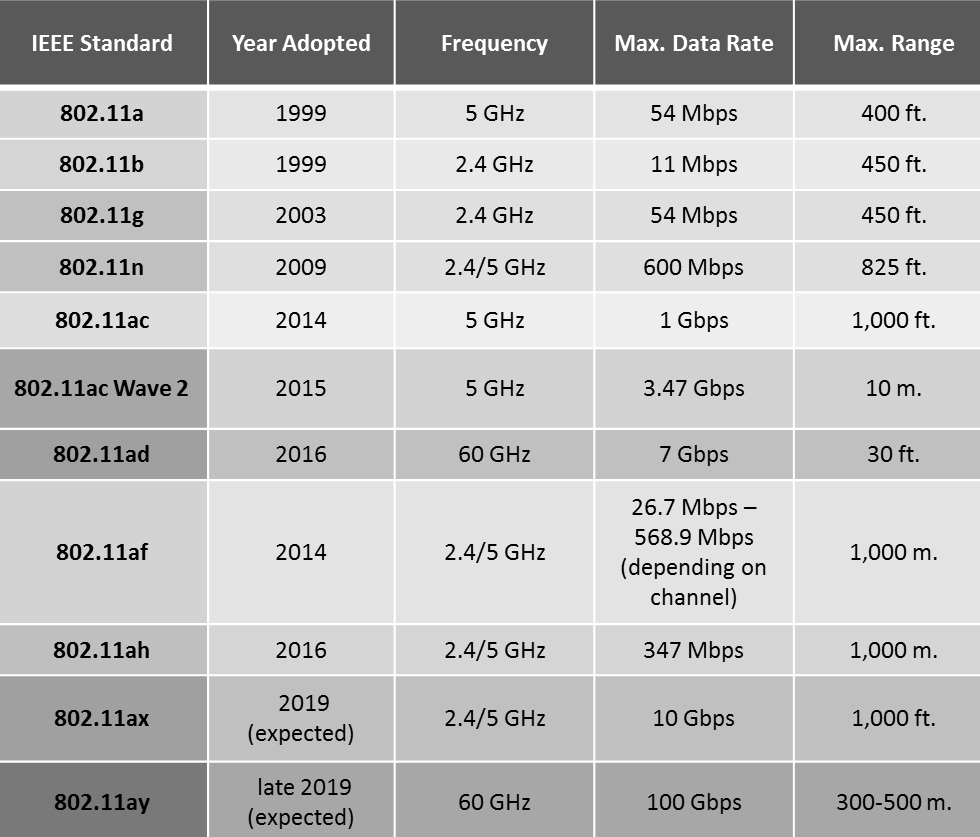 IEEE Standard Year Adopted Frequency Max. Data Rate Max. Range
802.11a 1999 5 GHz 54 Mbps 400 ft.
802.11b 1999 2.4 GHz 11 Mbps 450 ft.
802.11g 2003 2.4 GHz 54 Mbps 450 ft.
802.11n 2009 2.4/5 GHz 600 Mbps 825 ft.
802.11ac 2014 5 GHz 1 Gbps 1,000 ft.
802.11ac Wave 2 2015 5 GHz 3.47 Gbps 10 m.
802.11ad 2016 60 GHz 7 Gbps 30 ft.
802.11af 2014 2.4/5 GHz 26.7 Mbps –
568.9 Mbps
(depending on
channel) 1,000 m.
802.11ah 2016 2.4/5 GHz 347 Mbps 1,000 m.
802.11ax 2019
(expected) 2.4/5 GHz 10 Gbps 1,000 ft.
802.11ay late 2019
(expected) 60 GHz 100 Gbps 300-500 m.